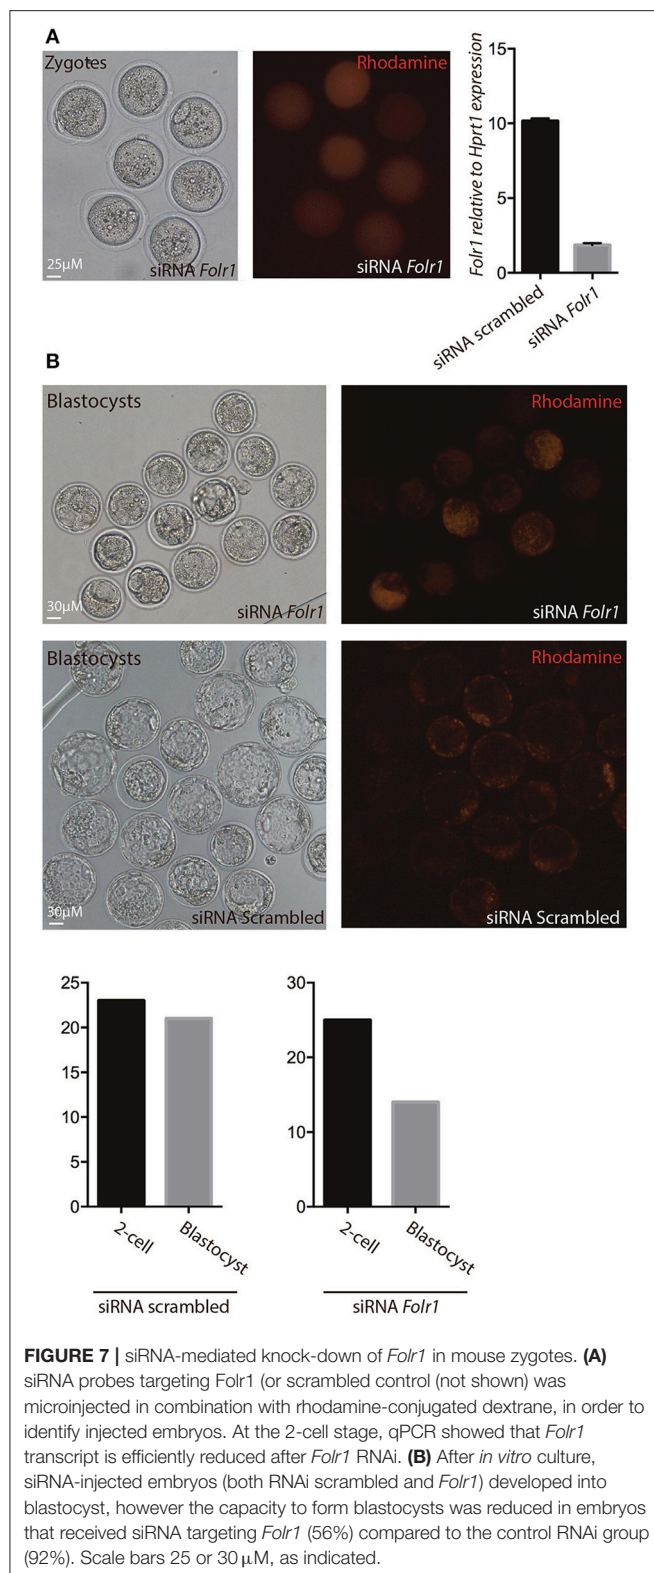 A
Zygotes
25µM
siRNA Folr1
Rhodamine
siRNA Folr1
Folr1 relative to Hprt1 expression
15
10
5
0
siRNA scrambled
siRNA Folr1
B
Blastocysts
30µM
siRNA Folr1
Rhodamine
siRNA Folr1
Blastocysts
30µM
siRNA Scrambled
Rhodamine
siRNA Scrambled
25
20
15
10
5
0
2-cell
Blastocyst
siRNA scrambled
30
20
10
0
2-cell
Blastocyst
siRNA Folr1
FIGURE 7 | siRNA-mediated knock-down of Folr1 in mouse zygotes. (A)
siRNA probes targeting Folr1 (or scrambled control (not shown) was
microinjected in combination with rhodamine-conjugated dextrane, in order to
identify injected embryos. At the 2-cell stage, qPCR showed that Folr1
transcript is efficiently reduced after Folr1 RNAi. (B) After in vitro culture,
siRNA-injected embryos (both RNAi scrambled and Folr1) developed into
blastocyst, however the capacity to form blastocysts was reduced in embryos
that received siRNA targeting Folr1 (56%) compared to the control RNAi group
(92%). Scale bars 25 or 30 µM, as indicated.